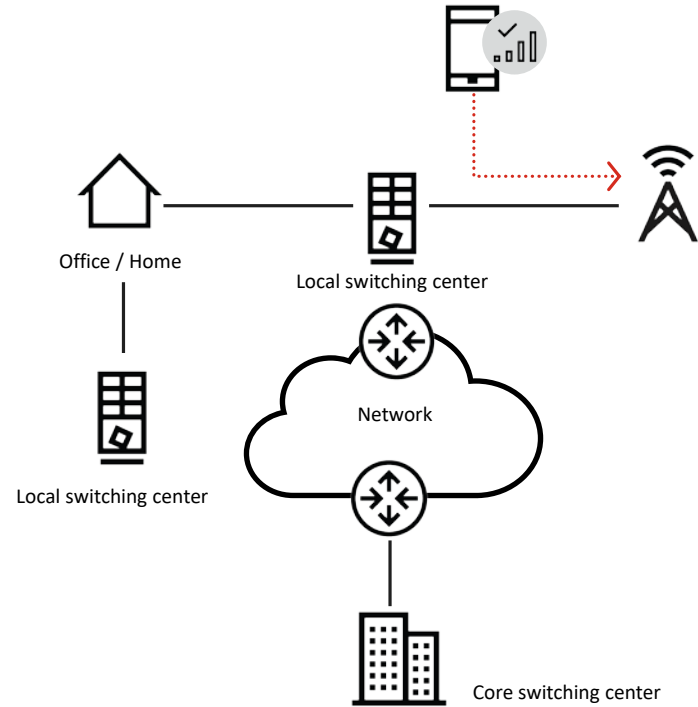 Office / Home
Local switching center
Network
Local switching center
Core switching center